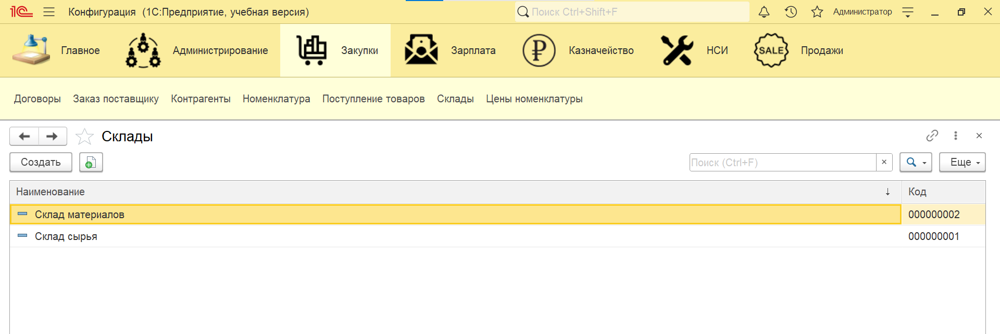 1С Конфигурация (1С:Предприятие, учебная версия) Поиск Ctrl+Shift+F Администратор
Главное Администрирование Закупки Зарплата Казначейство НСИ SALE Продажи
Договоры Заказ поставщику Контрагенты Номенклатура Поступление товаров Склады Цены номенклатуры
Склады
Создать Поиск (Ctrl+F) × Еще
Наименование ↓ Код
Склад материалов 000000002
Склад сырья 000000001